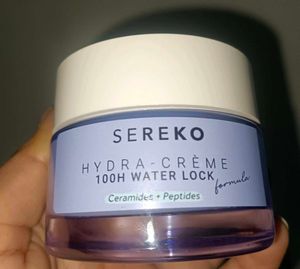 SEREKO
HYDRA-CRÈME
100H WATER LOCK
formula
Ceramides + Peptides